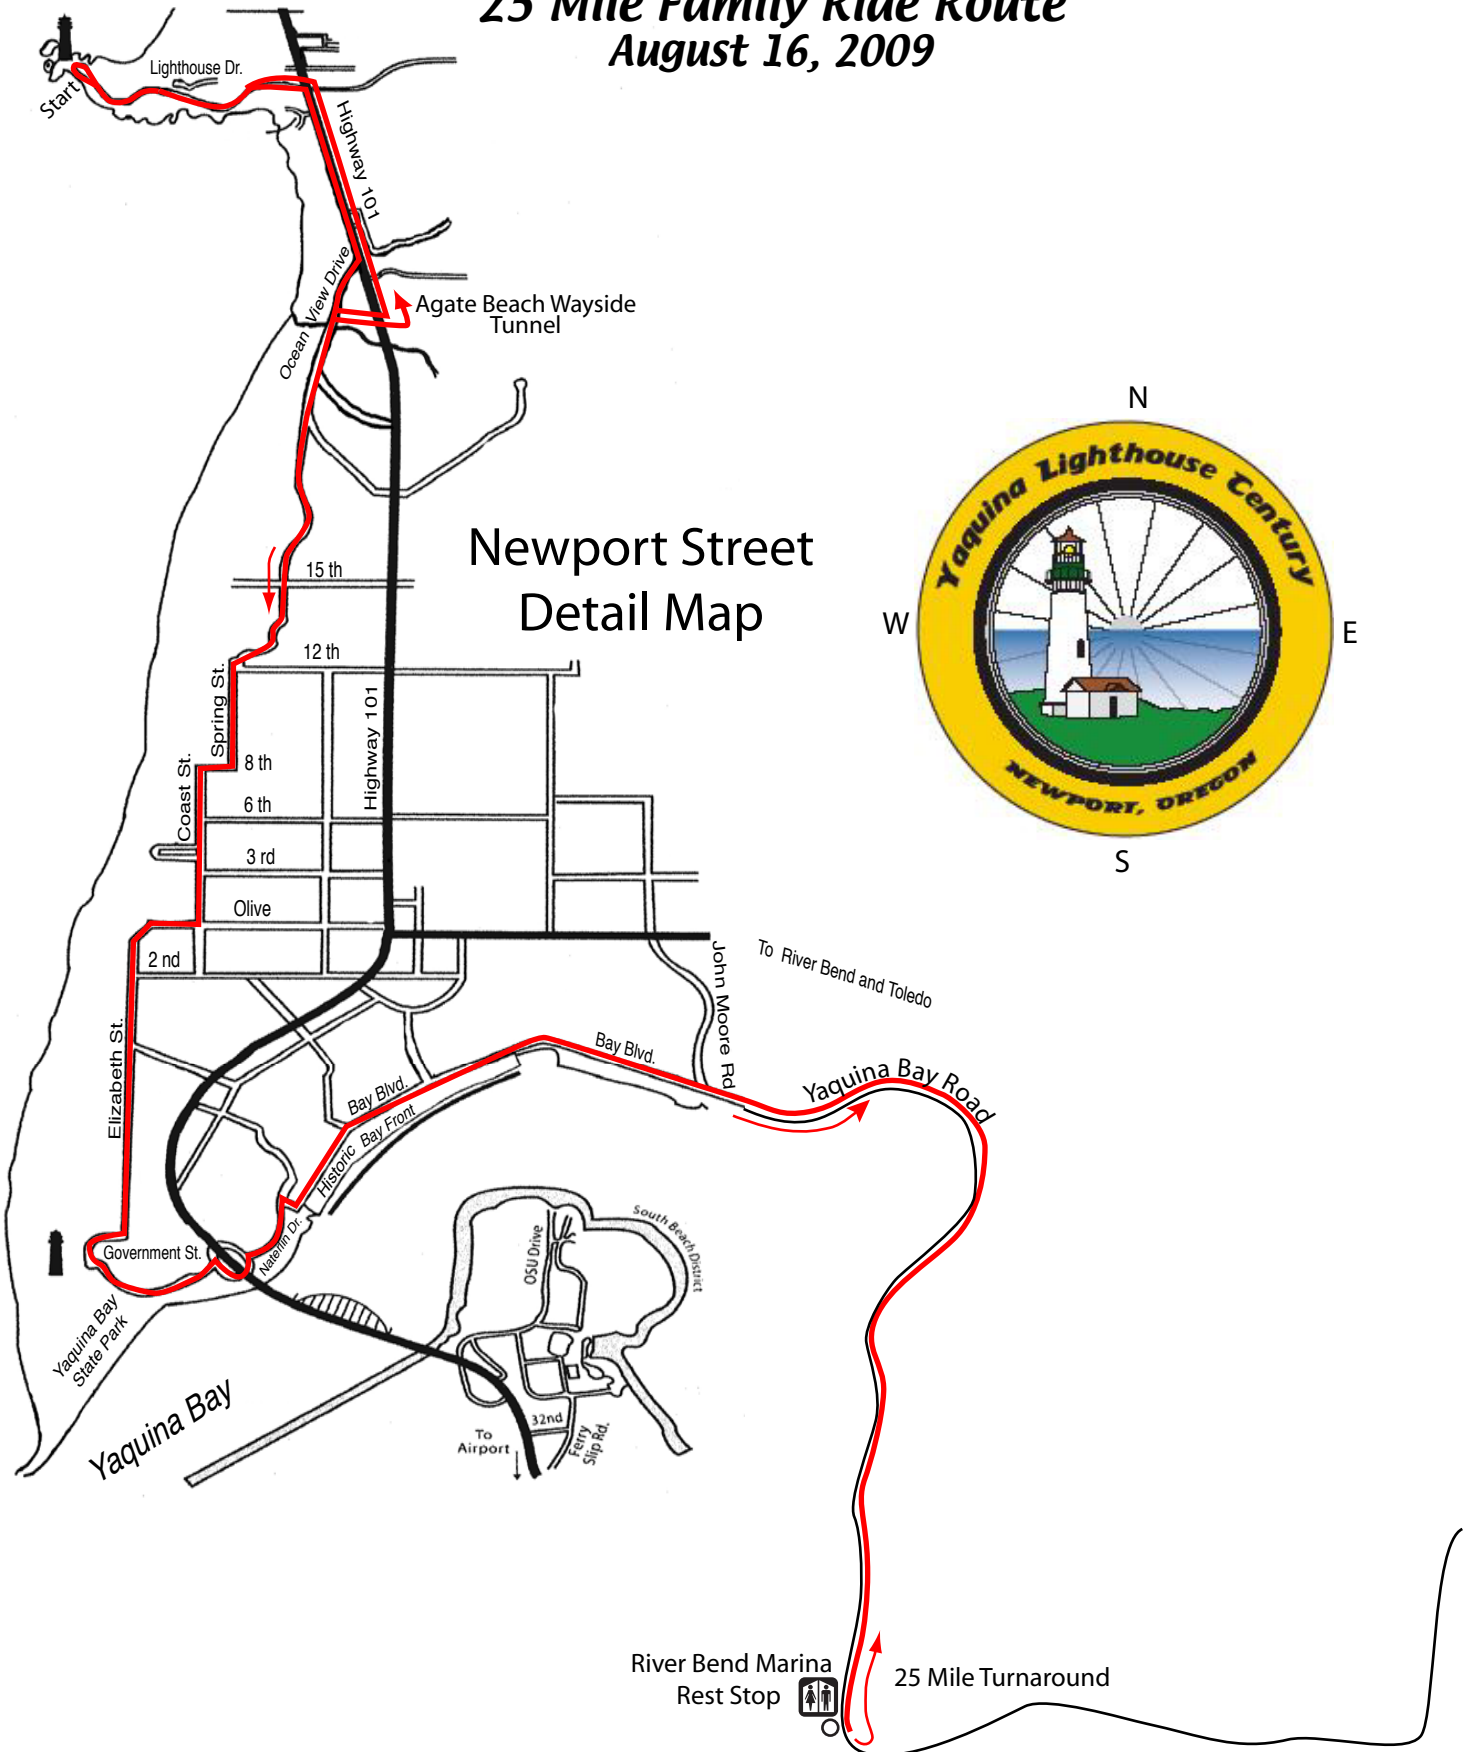 25 Mile Family Ride Route
August 16, 2009
Lighthouse Dr.
Start
Highway 101
Ocean View Drive
Agate Beach Wayside
Tunnel
N
Yaquina Lighthouse Century
W
E
NEWPORT, OREGON
S
Newport Street
Detail Map
15 th
12 th
Spring St.
Highway 101
8 th
Coast St.
6 th
3 rd
Olive
2 nd
John Moore Rd
To River Bend and Toledo
Elizabeth St.
Bay Blvd.
Yaquina Bay Road
Bay Blvd.
Historic Bay Front
Government St.
Naterlin Dr.
OSU Drive
South Beach District
Yaquina Bay
State Park
Yaquina Bay
To
Airport
32nd
Ferry
Slip Rd.
River Bend Marina
Rest Stop
25 Mile Turnaround